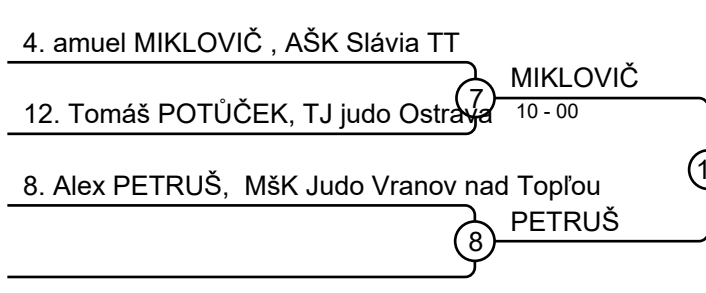 4. amuel MIKLOVIČ , AŠK Slávia TT
7
MIKLOVIČ
12. Tomáš POTŮČEK, TJ judo Ostrava
10 - 00
8. Alex PETRUŠ, MšK Judo Vranov nad Topľou
8
PETRUŠ